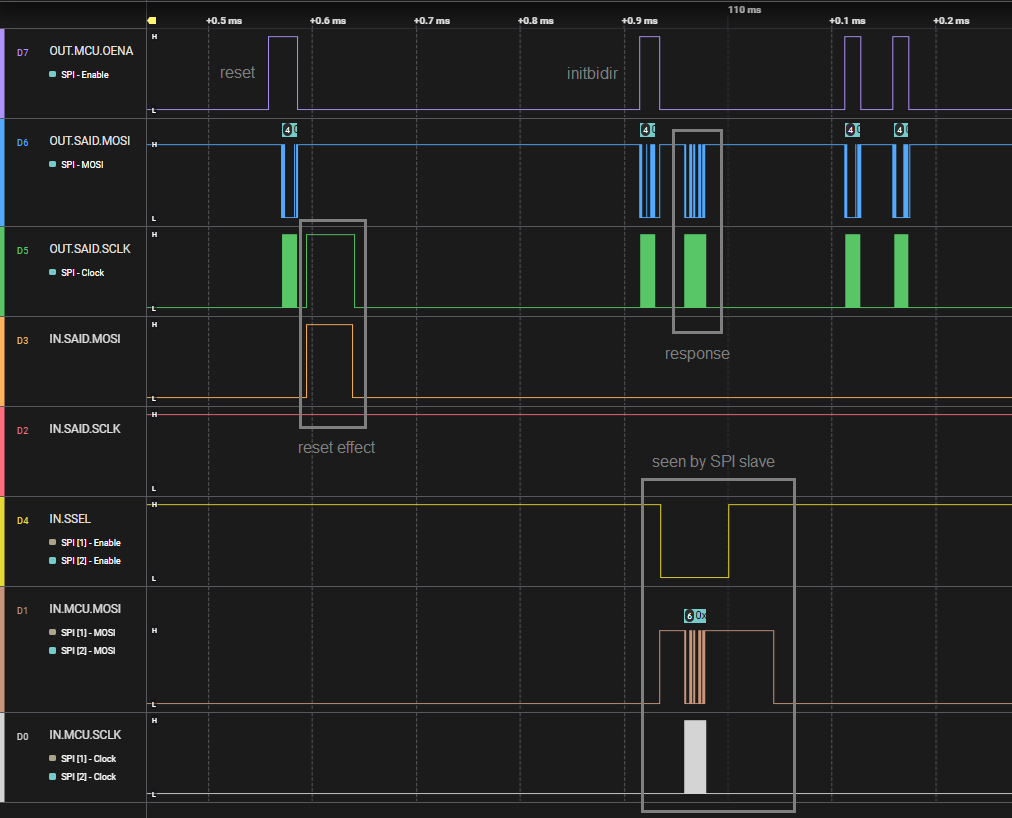 110 ms
+0.5 ms +0.6 ms +0.7 ms +0.8 ms +0.9 ms +0.1 ms +0.2 ms
D7 OUT.MCU.OENA H
SPI - Enable
reset initbidir
L
D6 OUT.SAID.MOSI H
4 4 4 4
SPI - MOSI
L
D5 OUT.SAID.SCLK H
SPI - Clock
L
D3 IN.SAID.MOSI H
response
L
D2 IN.SAID.SCLK H
reset effect
seen by SPI slave
L
D4 IN.SSEL H
SPI [1] - Enable
SPI [2] - Enable
L
D1 IN.MCU.MOSI H
6 0x
SPI [1] - MOSI
SPI [2] - MOSI
L
D0 IN.MCU.SCLK H
SPI [1] - Clock
SPI [2] - Clock
L